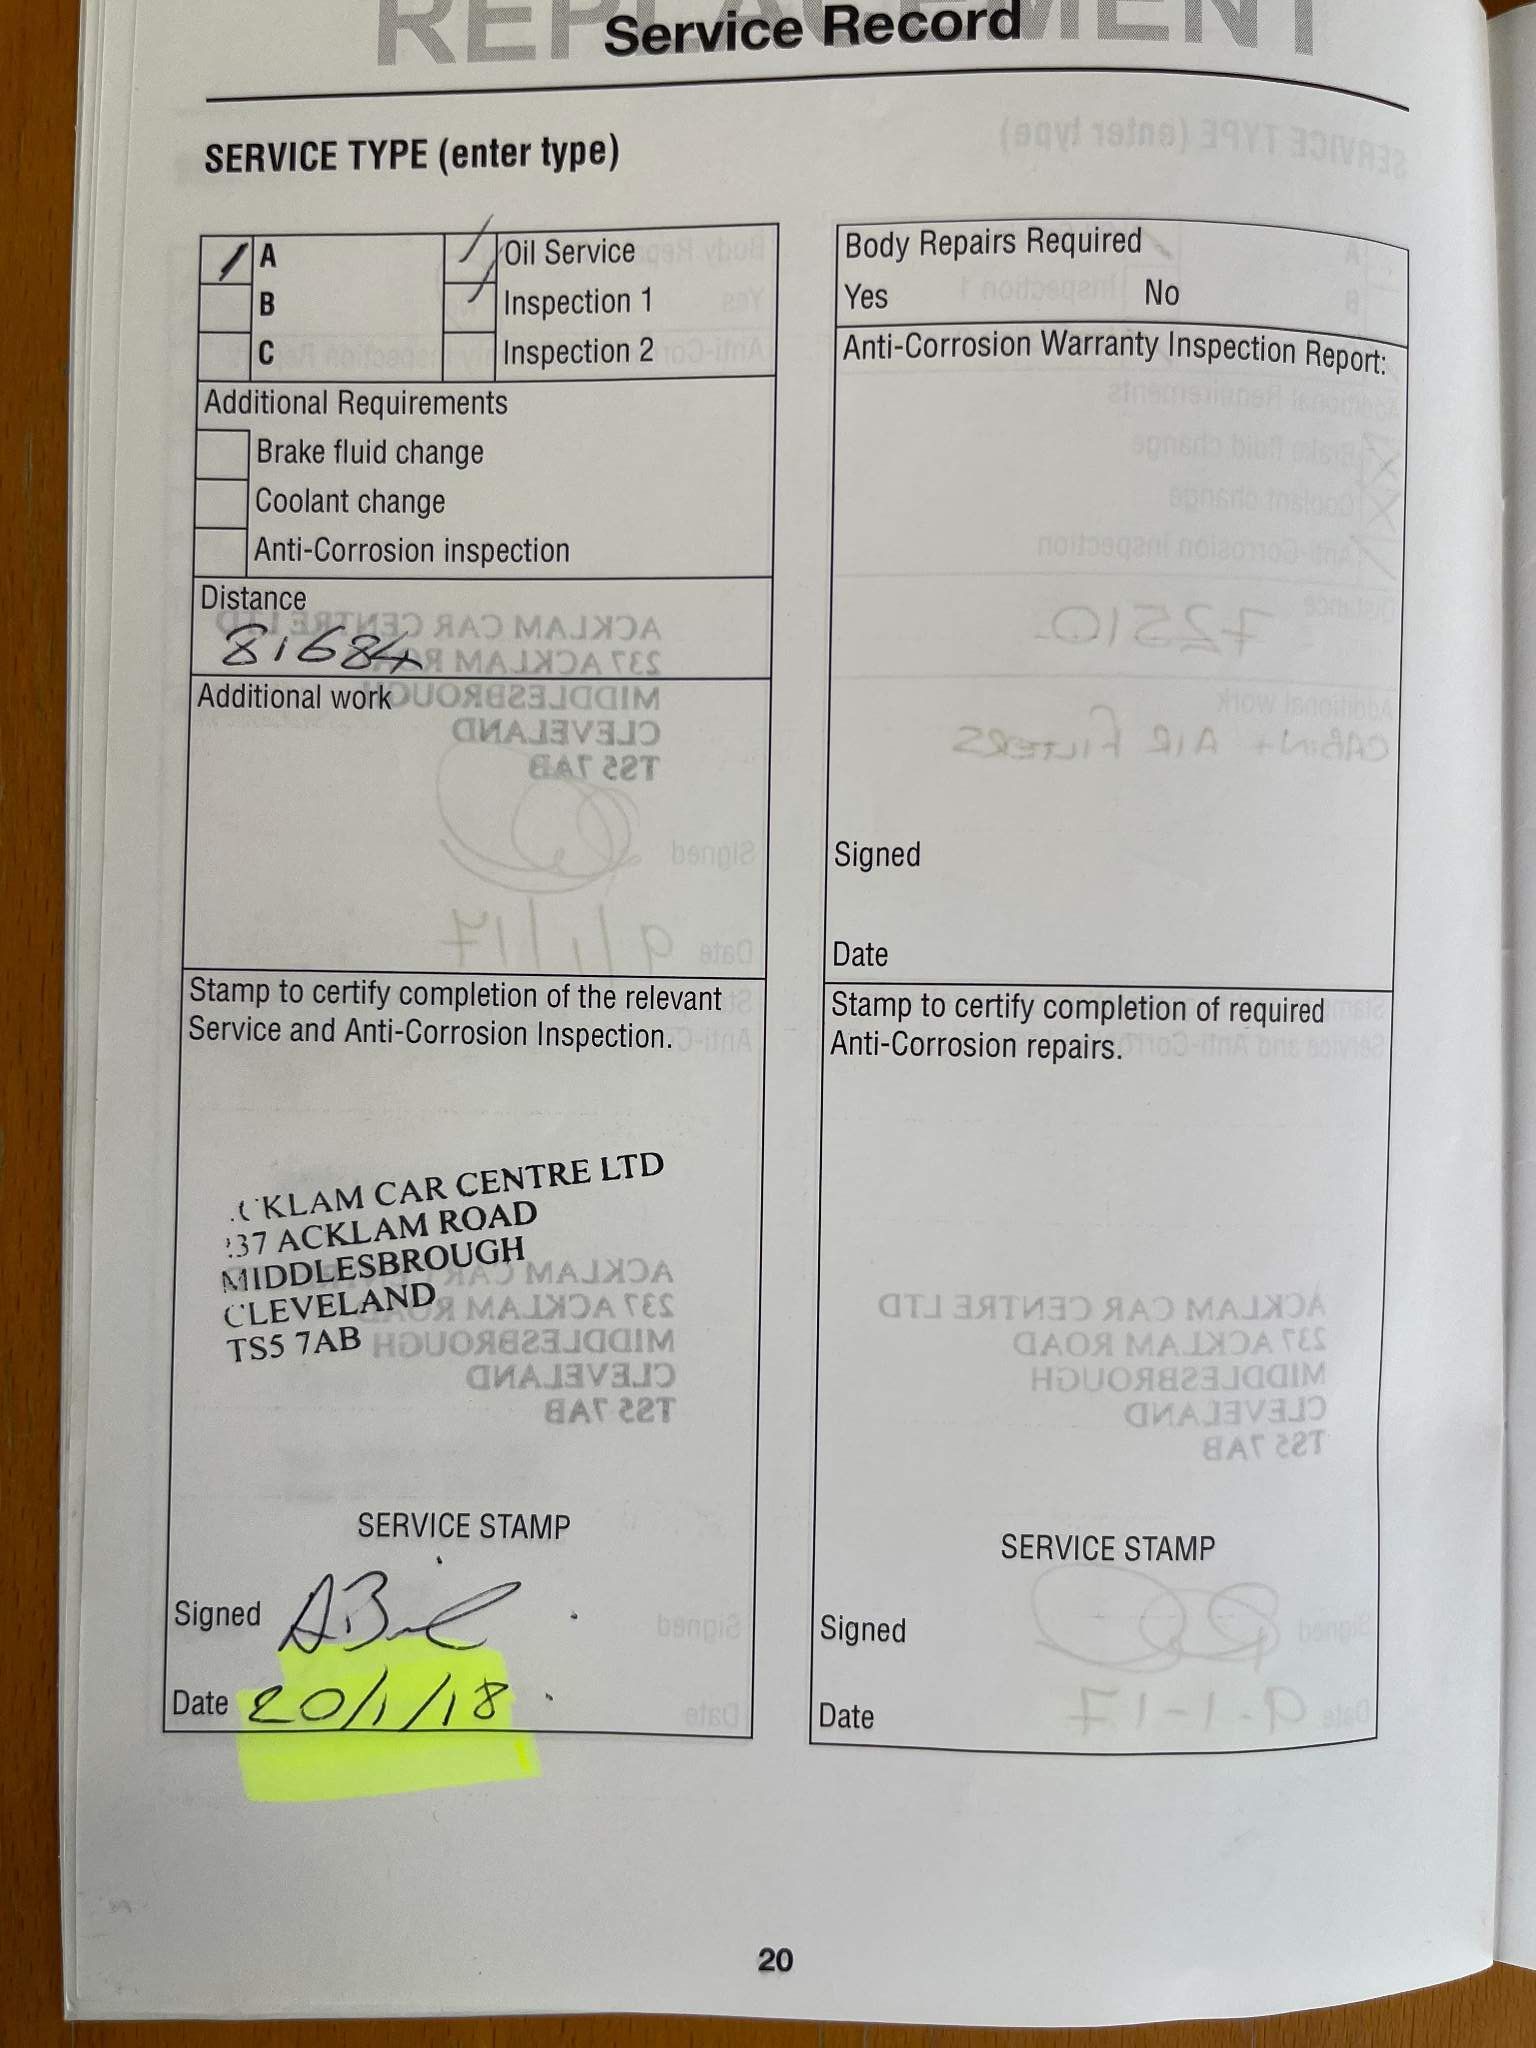 REPLACEMENT
Service Record
SERVICE TYPE (enter type)
A
Oil Service
B
Inspection 1
C
Inspection 2
Additional Requirements
Brake fluid change
Coolant change
Anti-Corrosion inspection
Distance
81684
Additional work
Stamp to certify completion of the relevant
Service and Anti-Corrosion Inspection.
CKLAM CAR CENTRE LTD
37 ACKLAM ROAD
MIDDLESBROUGH
CLEVELAND
TS5 7AB
SERVICE STAMP
Signed
Date 20/1/18
Body Repairs Required
Yes No
Anti-Corrosion Warranty Inspection Report:
Signed
Date
Stamp to certify completion of required
Anti-Corrosion repairs.
SERVICE STAMP
Signed
Date
20